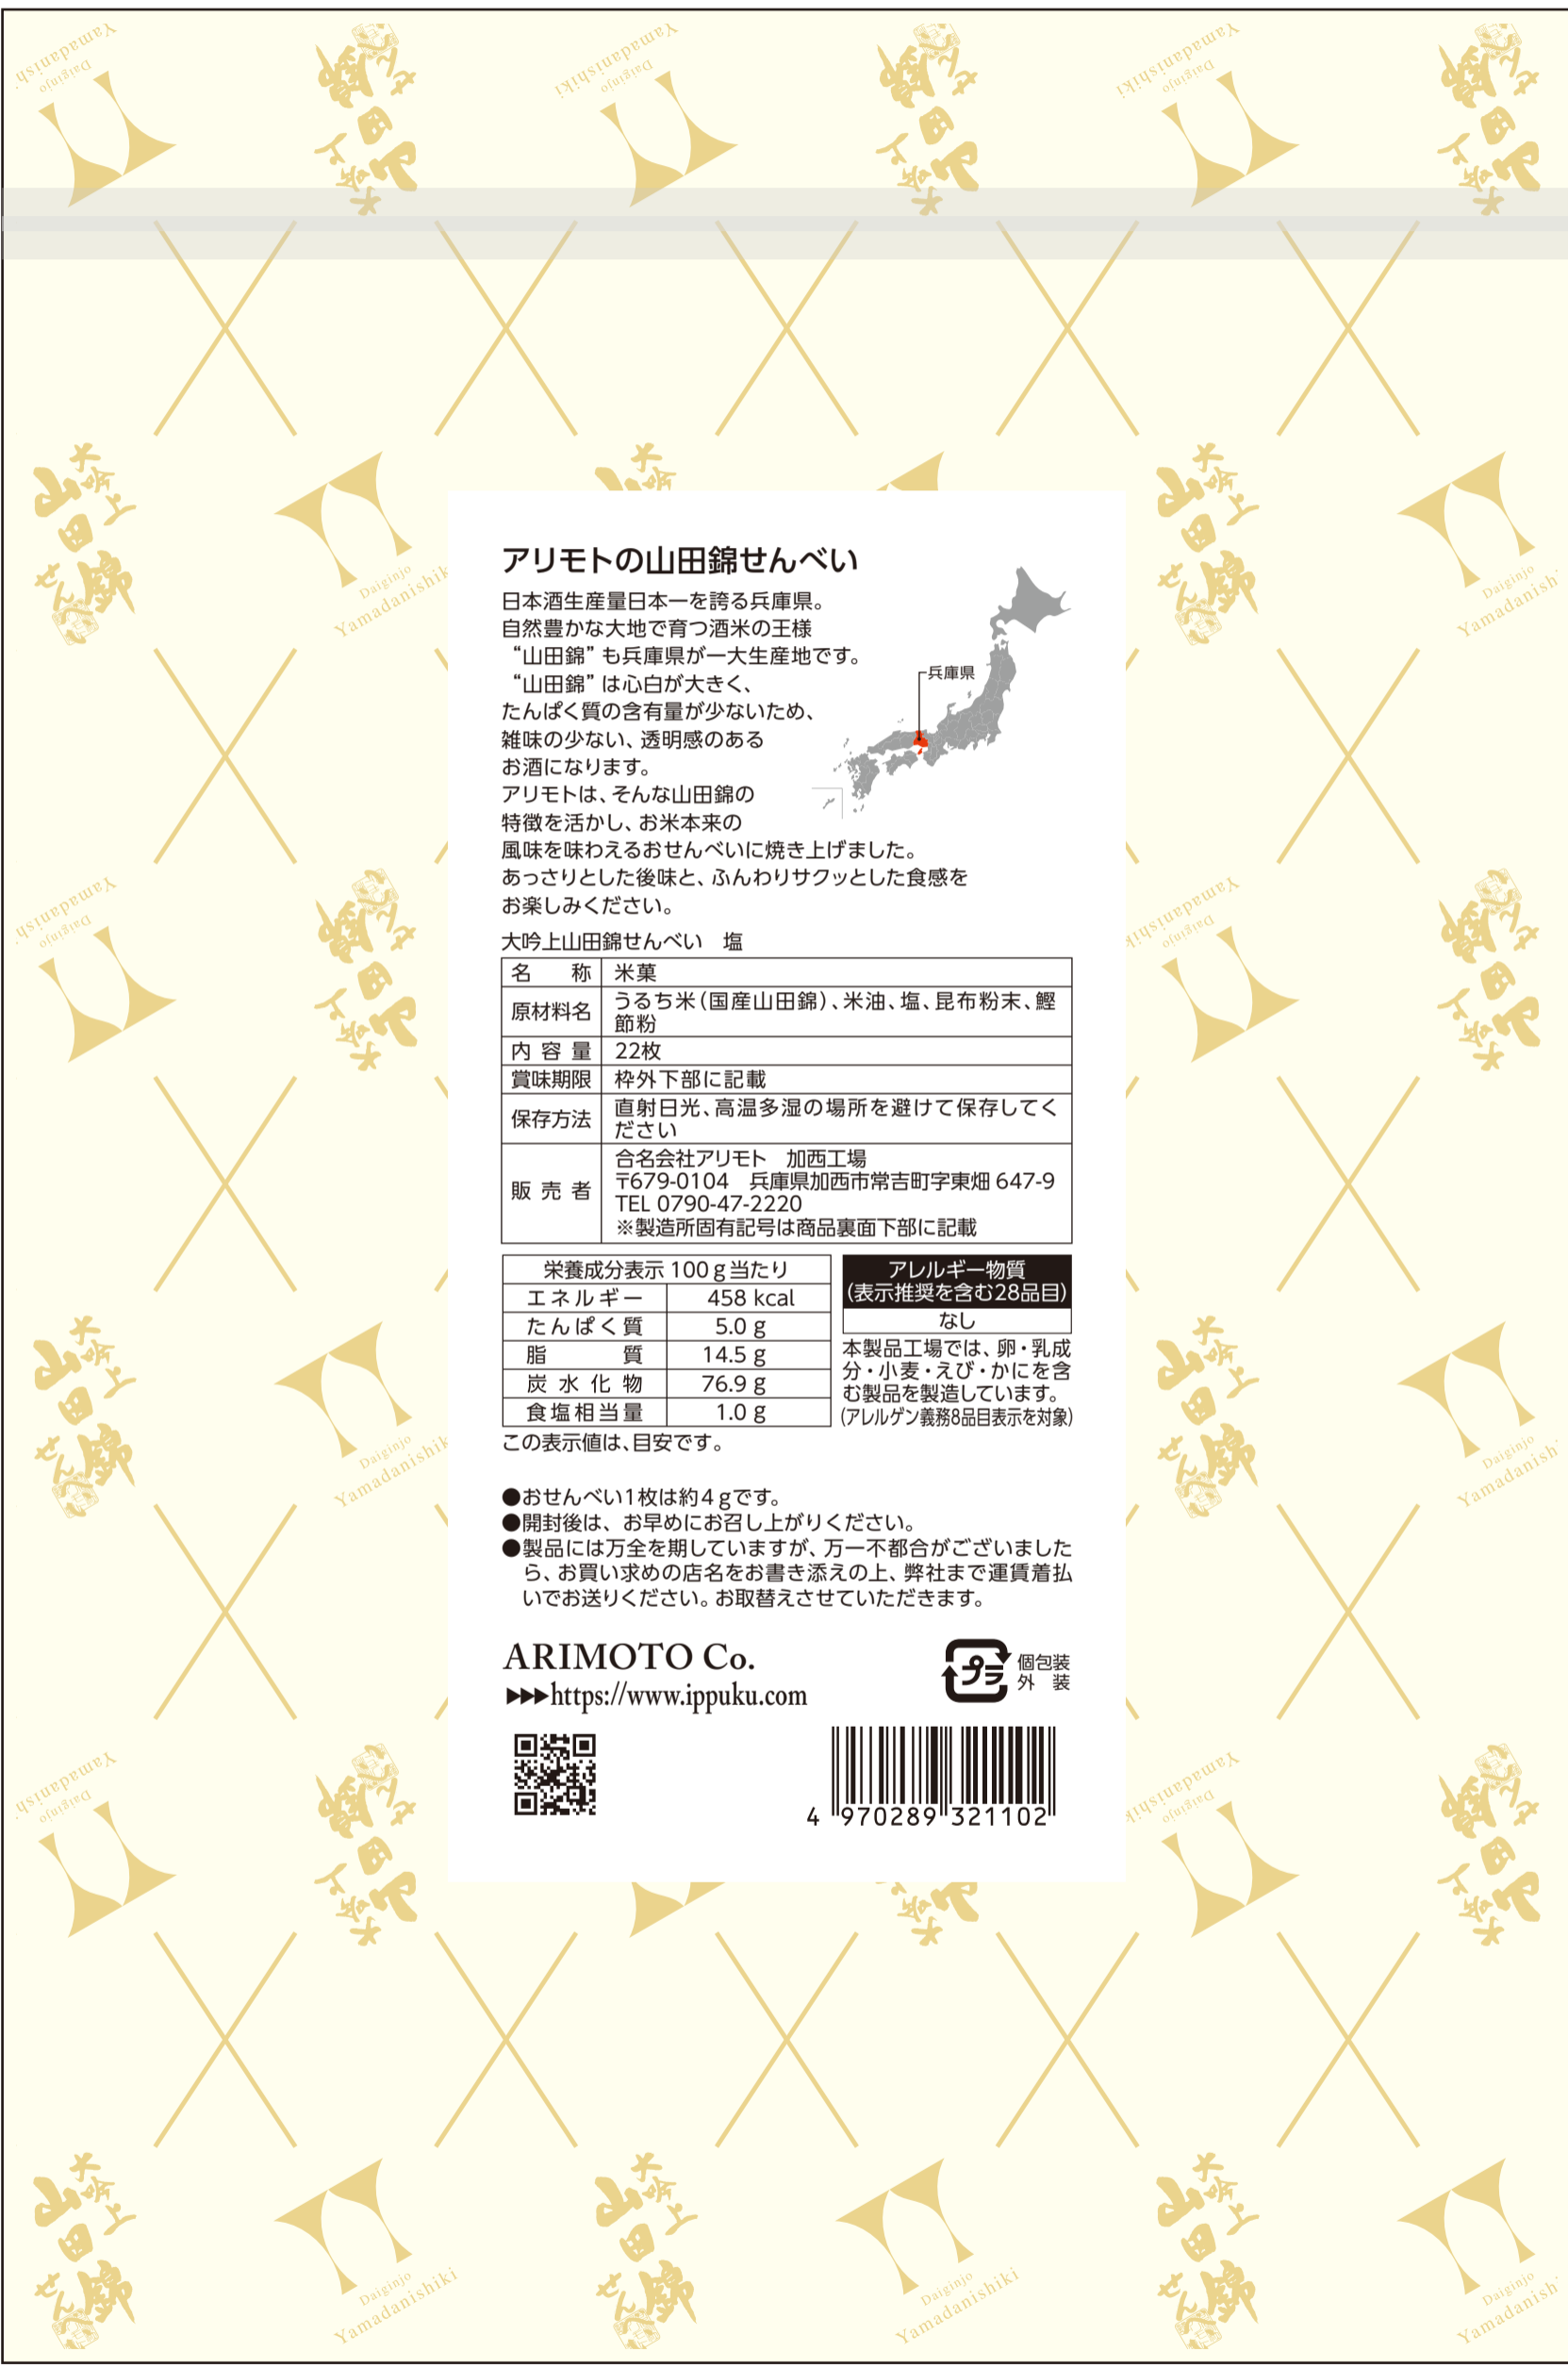 アリモトの山田錦せんべい
日本酒生産量日本一を誇る兵庫県。
自然豊かな大地で育つ酒米の王様
“山田錦”も兵庫県が一大生産地です。
“山田錦”は心白が大きく、
たんぱく質の含有量が少ないため、
雑味の少ない、透明感のある
お酒になります。
アリモトは、そんな山田錦の
特徴を活かし、お米本来の
風味を味わえるおせんべいに焼き上げました。
あっさりとした後味と、ふんわりサクッとした食感を
お楽しみください。
兵庫県
大吟上山田錦せんべい　塩
名　称 米菓
原材料名 うるち米（国産山田錦）、米油、塩、昆布粉末、鰹
節粉
内容量 22枚
賞味期限 枠外下部に記載
保存方法 直射日光、高温多湿の場所を避けて保存してく
ださい
販売者 合名会社アリモト　加西工場
〒679-0104　兵庫県加西市常吉町字東畑 647-9
TEL 0790-47-2220
※製造所固有記号は商品裏面下部に記載
栄養成分表示 100g当たり
エネルギー 458 kcal
たんぱく質 5.0 g
脂　質 14.5 g
炭水化物 76.9 g
食塩相当量 1.0 g
この表示値は、目安です。
アレルギー物質
（表示推奨を含む28品目）
なし
本製品工場では、卵・乳成
分・小麦・えび・かにを含
む製品を製造しています。
（アレルゲン義務8品目表示を対象）
●おせんべい1枚は約4gです。
●開封後は、お早めにお召し上がりください。
●製品には万全を期していますが、万一不都合がございました
ら、お買い求めの店名をお書き添えの上、弊社まで運賃着払
いでお送りください。お取替えさせていただきます。
ARIMOTO Co.
▶▶▶https://www.ippuku.com
プラ
個包装
外　装
4 970289 321102
大吟上
山田錦
せんべい
Daiginjo
Yamadanishiki